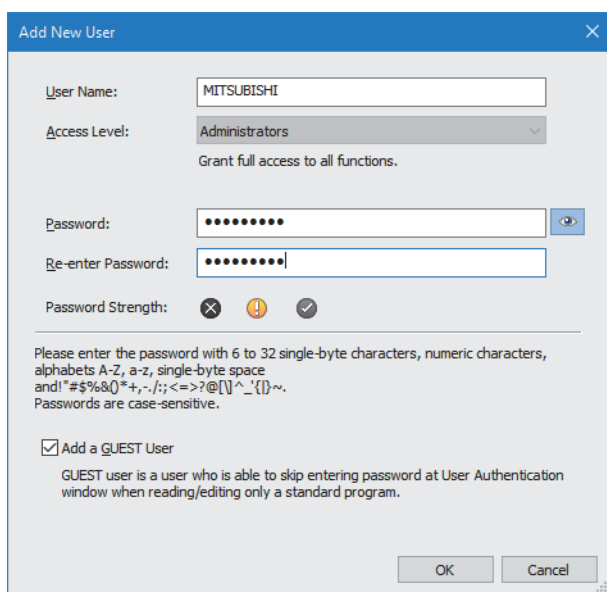 Add New User
User Name: MITSUBISHI
Access Level: Administrators
Grant full access to all functions.
Password: ●●●●●●●●●
Re-enter Password: ●●●●●●●●●
Password Strength:
Please enter the password with 6 to 32 single-byte characters, numeric characters,
alphabets A-Z, a-z, single-byte space
and!"#$%&()*+,-./:;<=>?@[\]^_'{|}~.
Passwords are case-sensitive.
Add a GUEST User
GUEST user is a user who is able to skip entering password at User Authentication
window when reading/editing only a standard program.
OK Cancel